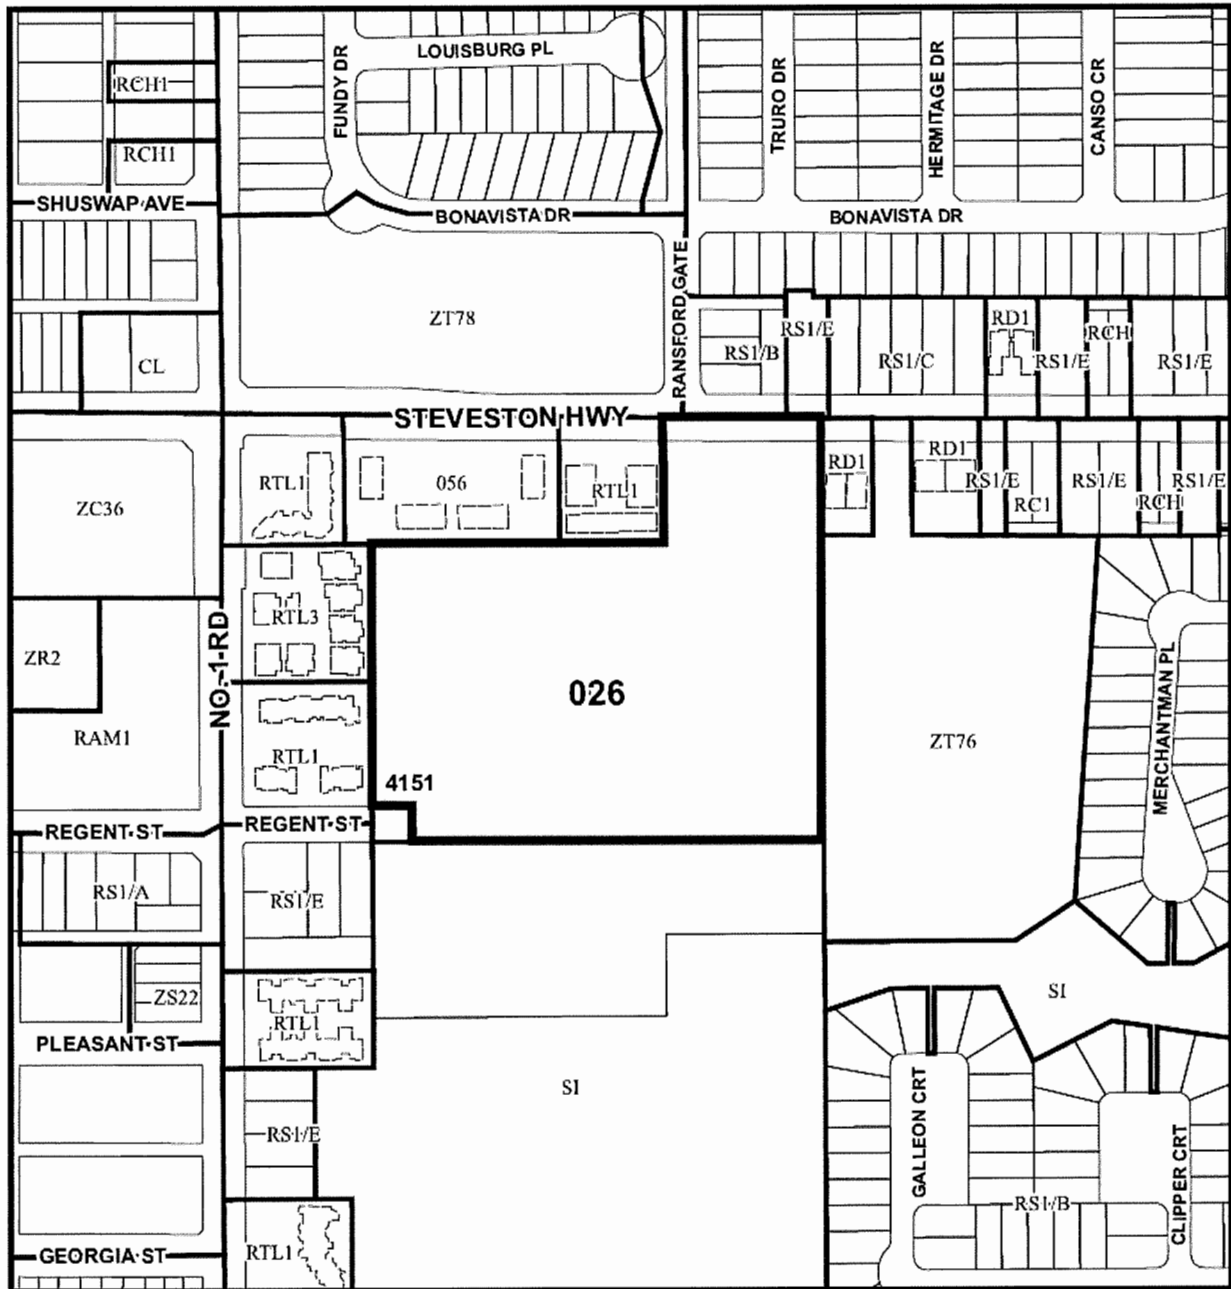 LOUISBURG PL
FUNDY DR
TRURO DR
HERMITAGE DR
CANSO CR
RCH1
RCH1
SHUSWAP AVE
BONAVISTA DR
BONAVISTA DR
RANSFORD GATE
ZT78
CL
RS1/B
RS1/E
RS1/C
RD1
RS1/E
RCH
RS1/E
STEVESTON HWY
ZC36
RTL1
056
RTL1
RD1
RD1
RS1/E
RC1
RS1/E
RCH
RS1/E
NO. 1 RD
RTL3
ZR2
RAM1
026
ZT76
MERCHANTMAN PL
RTL1
4151
REGENT ST
REGENT ST
RS1/A
RS1/E
ZS22
RTL1
SI
PLEASANT ST
SI
GALLEON CRT
CLIPPER CRT
RS1/E
RS1/B
RTL1
GEORGIA ST